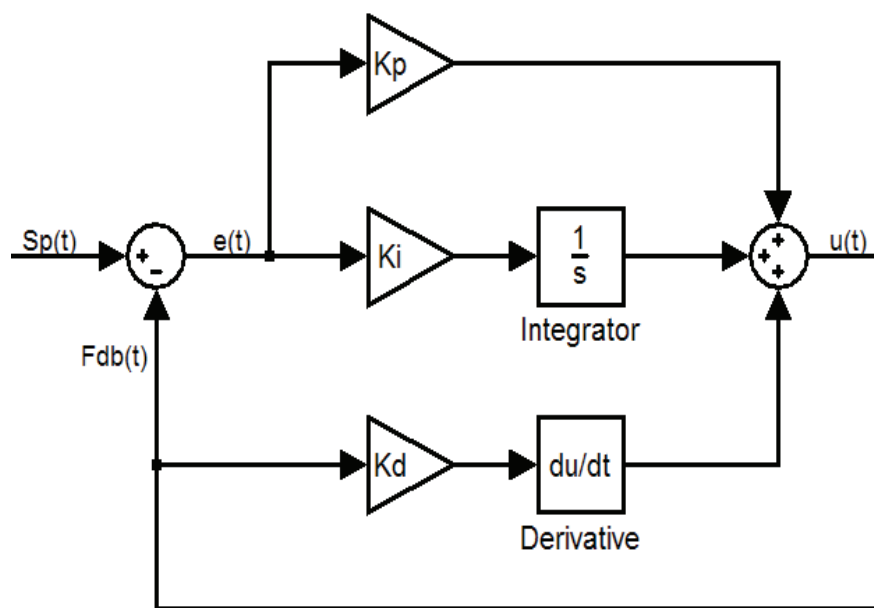 Kp
Sp(t)
+
-
e(t)
Ki
1
s
Integrator
+
+
+
u(t)
Fdb(t)
Kd
du/dt
Derivative